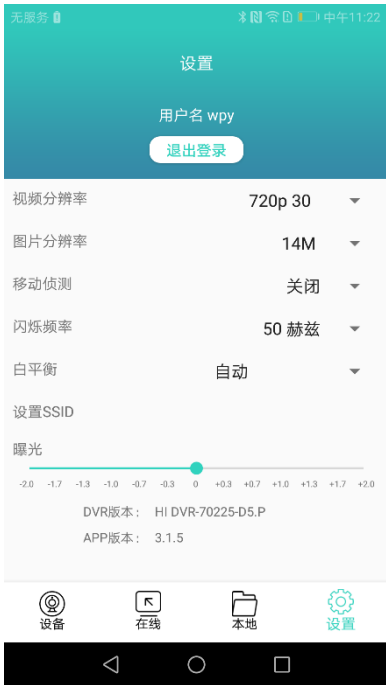 无服务 中午11:22
设置
用户名 wpy
退出登录
视频分辨率 720p 30
图片分辨率 14M
移动侦测 关闭
闪烁频率 50 赫兹
白平衡 自动
设置SSID
曝光
-2.0 -1.7 -1.3 -1.0 -0.7 -0.3 0 +0.3 +0.7 +1.0 +1.3 +1.7 +2.0
DVR版本： HI DVR-70225-D5.P
APP版本： 3.1.5
设备 在线 本地 设置